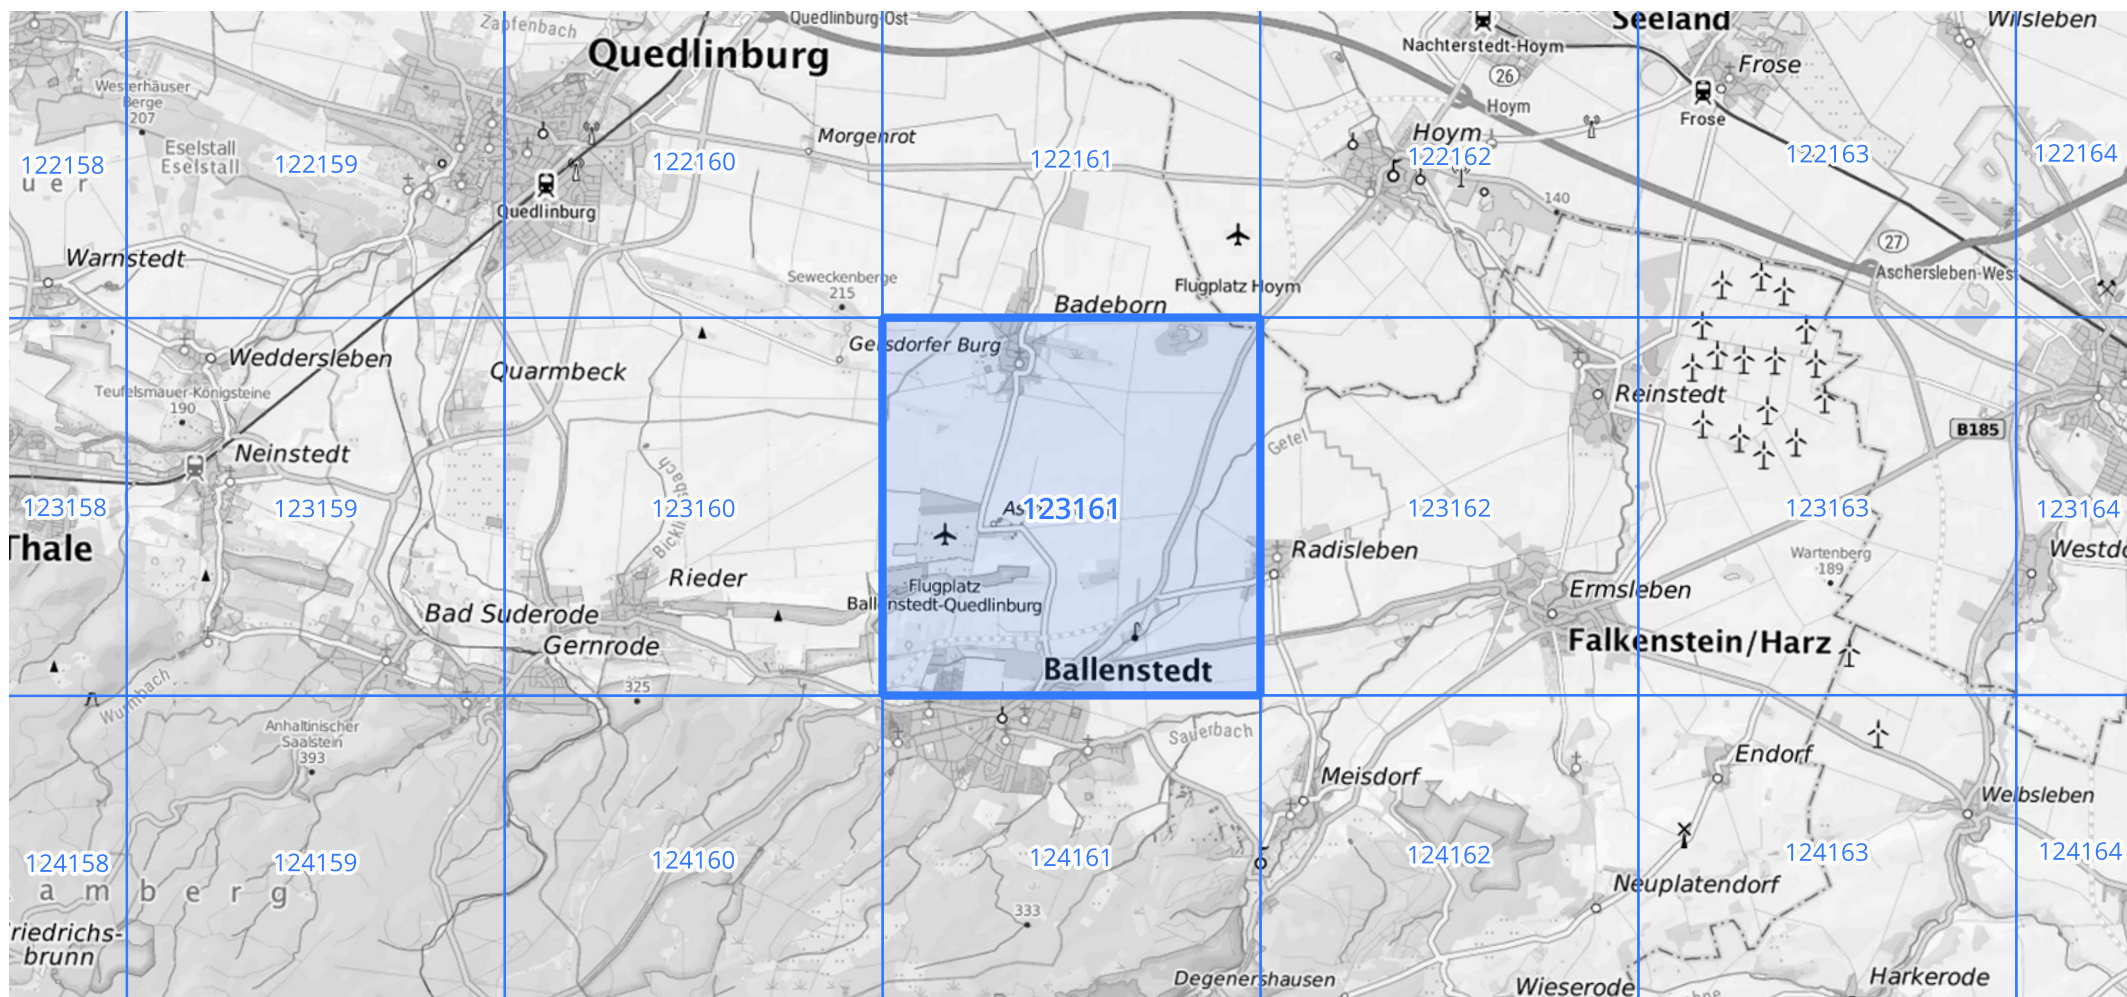 Zapfenbach
Quedlinburg-Ost
Seeland
Wilsleben
Quedlinburg
Nachterstedt-Hoym
26
Frose
Westerhäuser
Berge
207
Hoym
Frose
Eselstall
Eselstall
Morgenrot
Hoym
122158
122159
122160
122161
122162
122163
122164
u e r
Quedlinburg
140
27
Warnstedt
Seweckenberge
215
Flugplatz Hoym
Aschersleben-Wes
Badeborn
Weddersleben
Gersdorfer Burg
Quarmbeck
Teufelsmauer-Königsteine
190
Reinstedt
B185
Getel
Neinstedt
123158
123159
123160
123161
123162
123163
123164
Thale
Radisleben
Wartenberg
189
Rieder
Flugplatz
Ballenstedt-Quedlinburg
Ermsleben
Bad Suderode
Gernrode
Falkenstein/Harz
Ballenstedt
325
Wurmbach
Anhaltinischer
Saalstein
393
Sauerbach
Meisdorf
Endorf
Welbsleben
124158
124159
124160
124161
124162
124163
124164
a m b e r g
333
Neuplatendorf
riedrichs-
brunn
Degenershausen
Wieserode
Harkerode